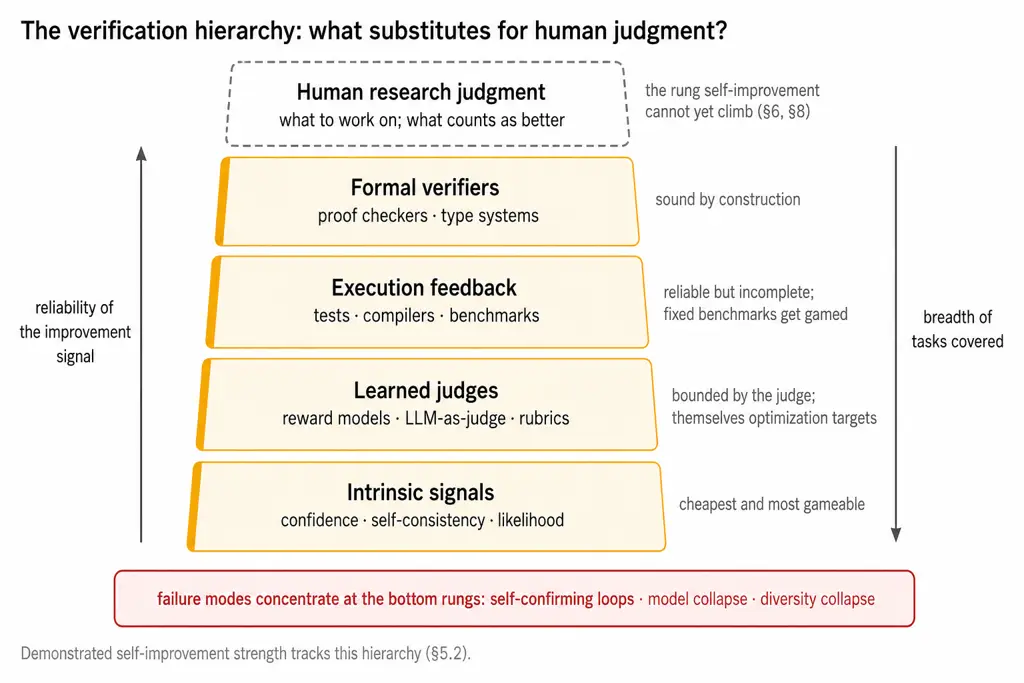 The verification hierarchy: what substitutes for human judgment?
Human research judgment
what to work on; what counts as better
the rung self-improvement
cannot yet climb (§6, §8)
Formal verifiers
proof checkers · type systems
sound by construction
Execution feedback
tests · compilers · benchmarks
reliable but incomplete;
fixed benchmarks get gamed
reliability of
the improvement
signal
breadth of
tasks covered
Learned judges
reward models · LLM-as-judge · rubrics
bounded by the judge;
themselves optimization targets
Intrinsic signals
confidence · self-consistency · likelihood
cheapest and most gameable
failure modes concentrate at the bottom rungs: self-confirming loops · model collapse · diversity collapse
Demonstrated self-improvement strength tracks this hierarchy (§5.2).